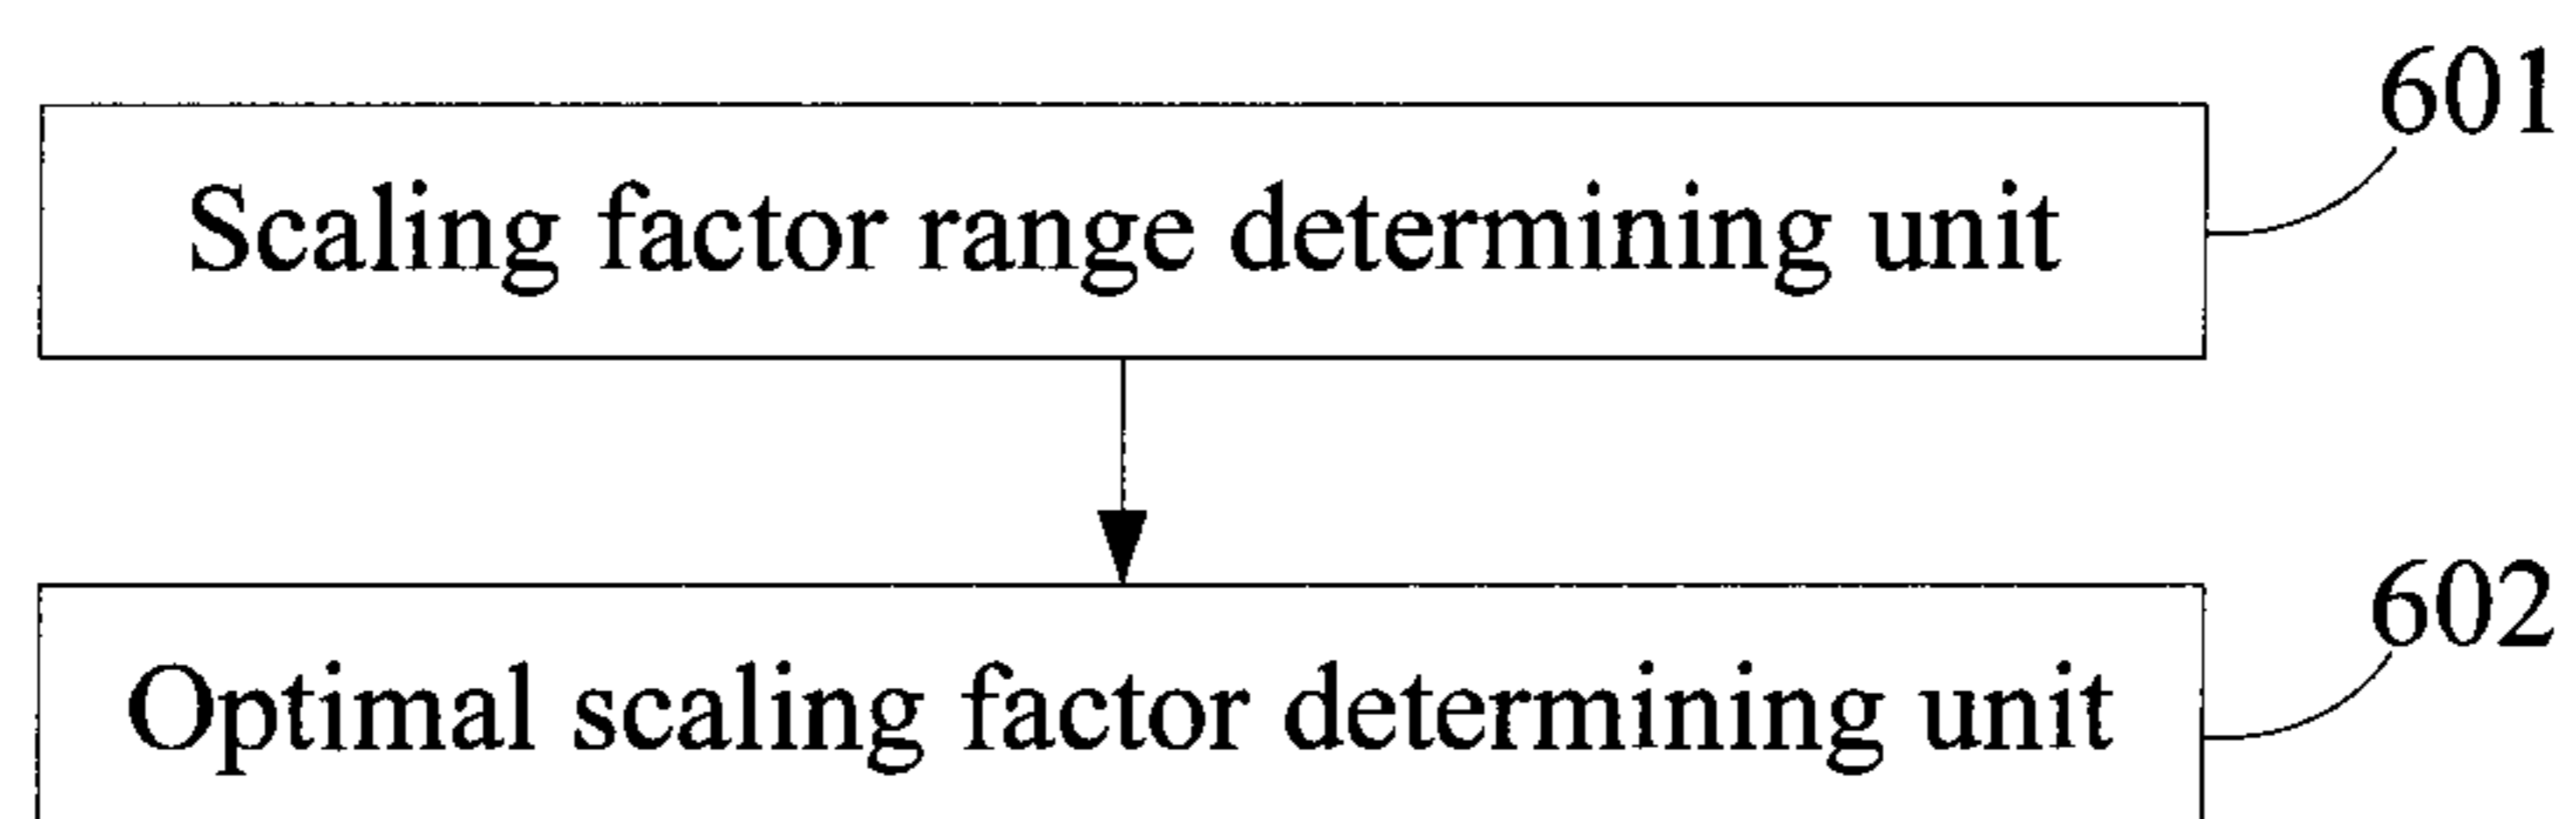 601
Scaling factor range determining unit
602
Optimal scaling factor determining unit